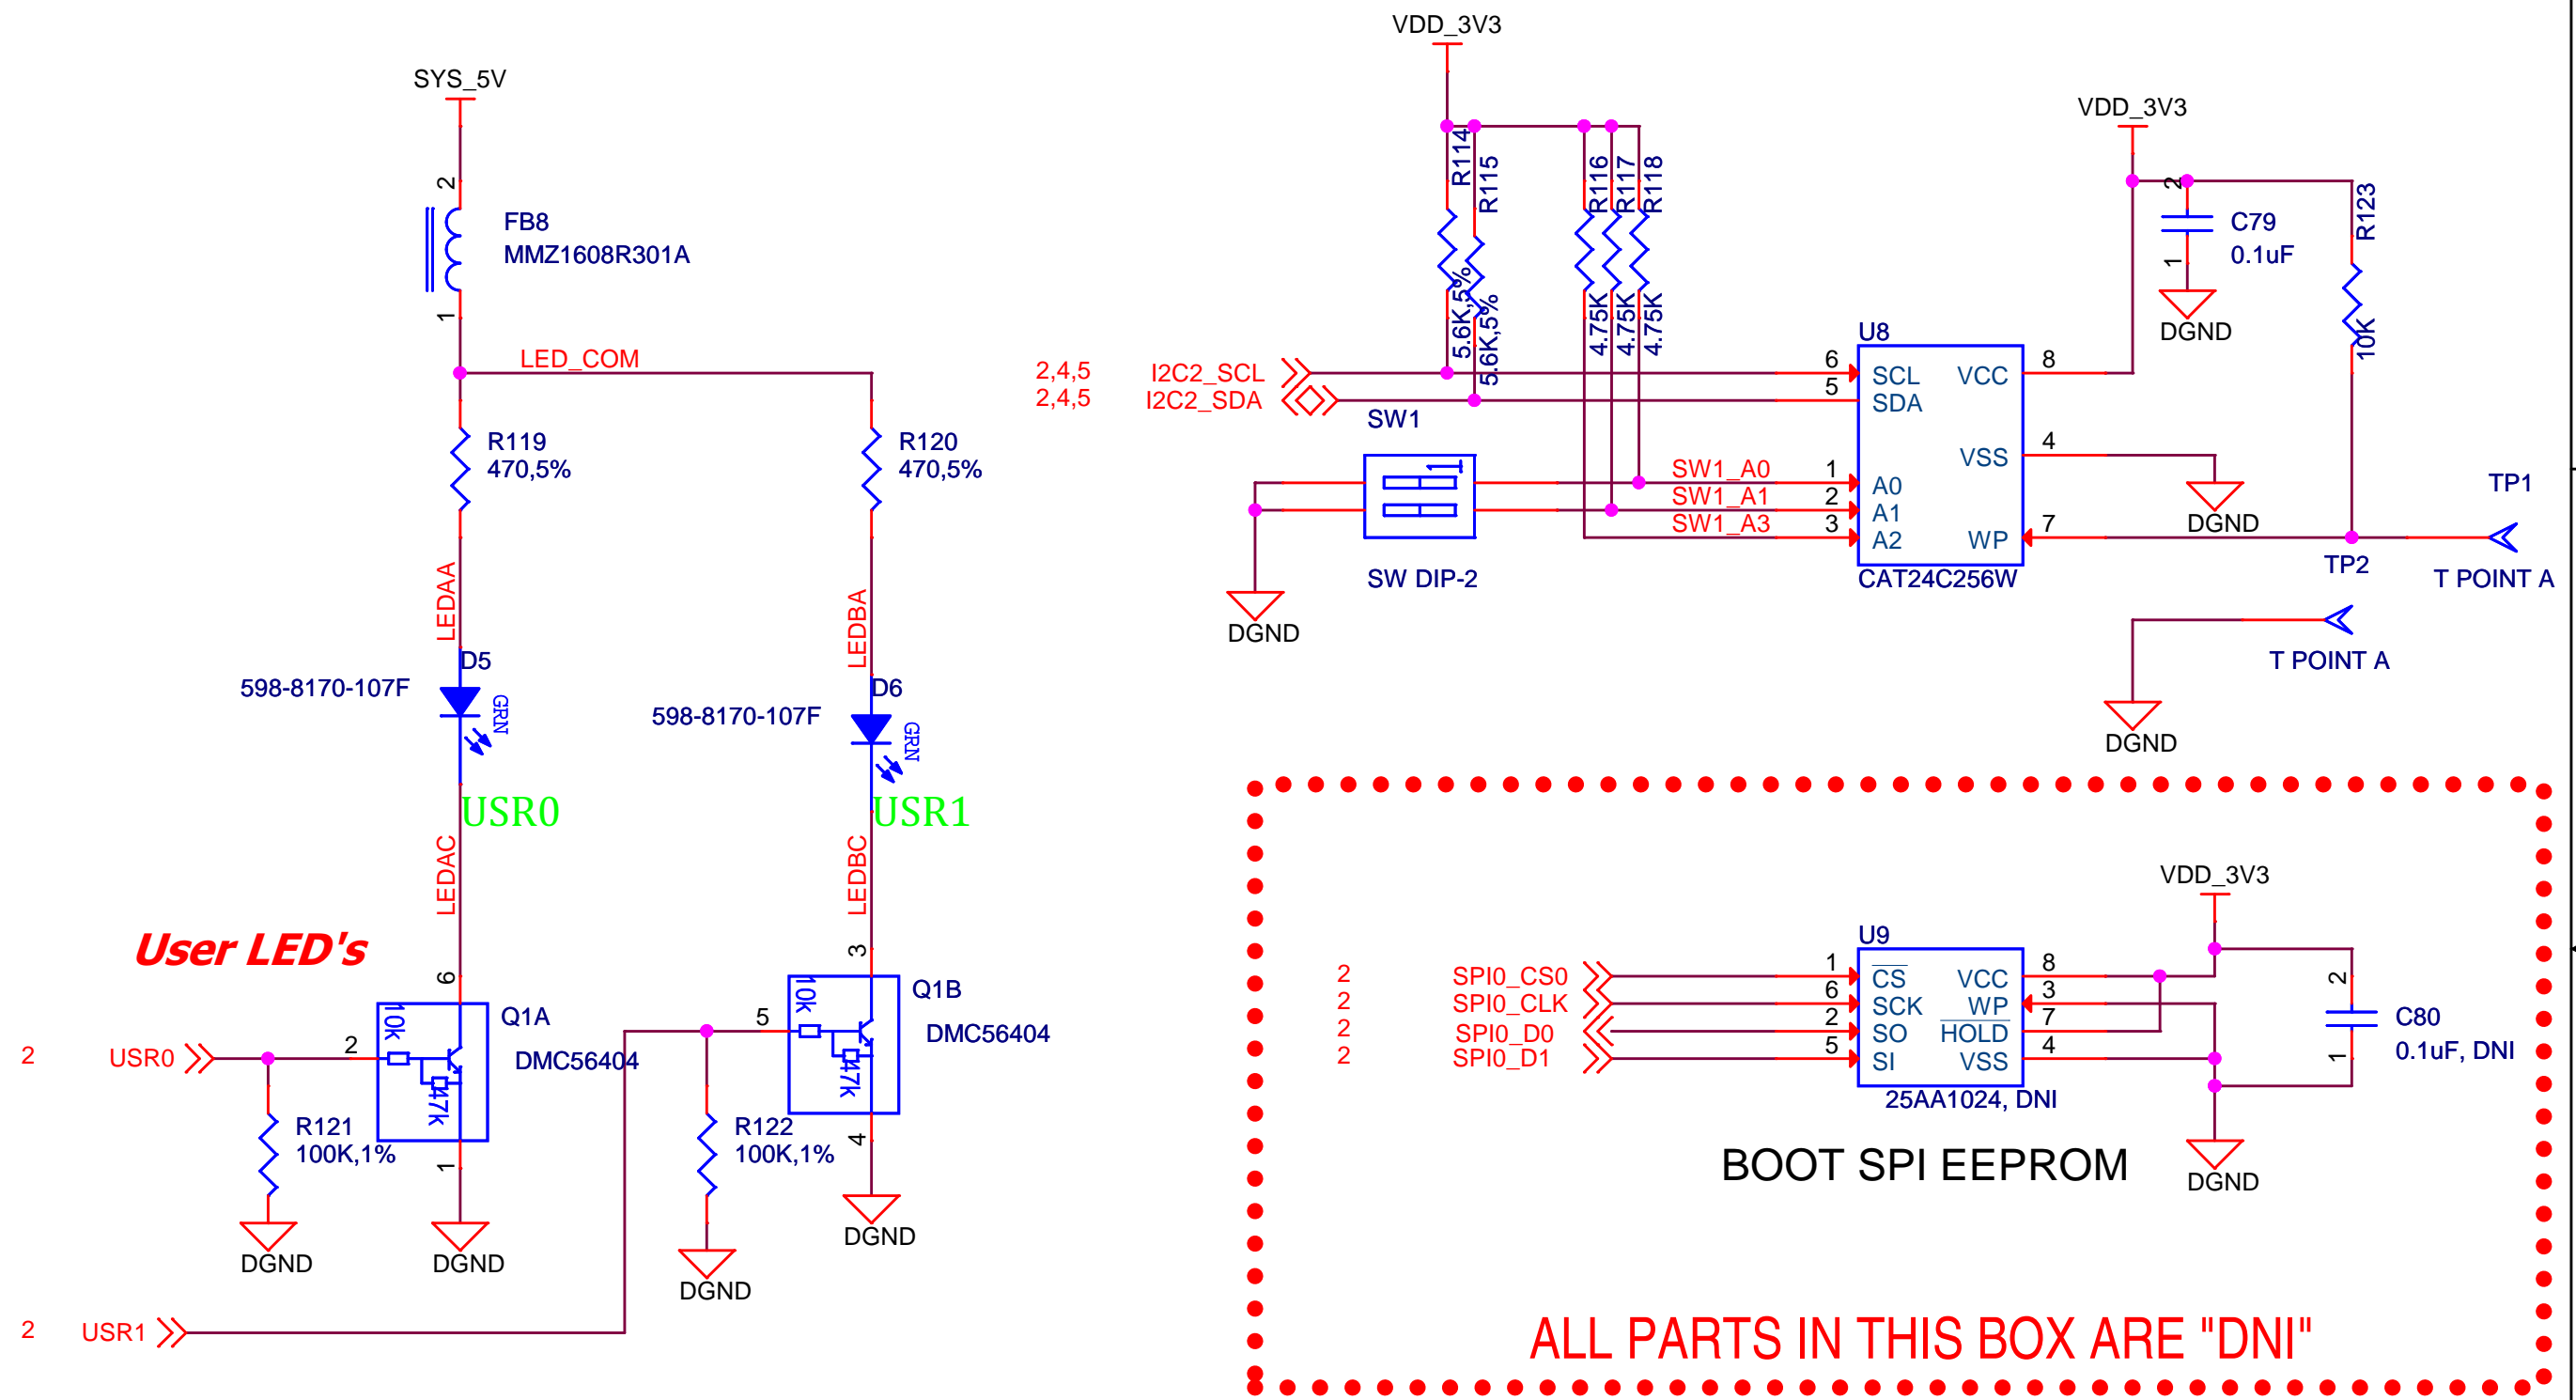 SYS_5V
2
FB8
MMZ1608R301A
1
LED_COM
R119
470,5%
R120
470,5%
LEDAA
LEDBA
D5
598-8170-107F
GRN
D6
598-8170-107F
GRN
USR0
USR1
LEDAC
LEDBC
User LED's
6
3
10k
Q1A
DMC56404
47k
10k
Q1B
DMC56404
47k
2
USR0
2
5
R121
100K,1%
1
R122
100K,1%
4
DGND
DGND
DGND
DGND
2
USR1
VDD_3V3
R114
R115
R116
R117
R118
5.6K,5%
5.6K,5%
4.75K
4.75K
4.75K
2,4,5
I2C2_SCL
2,4,5
I2C2_SDA
SW1
1
SW DIP-2
DGND
SW1_A0
SW1_A1
SW1_A3
U8
6
SCL
5
SDA
1
A0
2
A1
3
A2
VCC
8
VSS
4
WP
7
CAT24C256W
VDD_3V3
2
C79
0.1uF
1
DGND
R123
10K
DGND
TP1
T POINT A
TP2
T POINT A
DGND
VDD_3V3
U9
2
SPI0_CS0
1
CS
VCC
8
2
SPI0_CLK
6
SCK
WP
3
2
SPI0_D0
2
SO
HOLD
7
2
SPI0_D1
5
SI
VSS
4
25AA1024, DNI
2
C80
0.1uF, DNI
1
DGND
BOOT SPI EEPROM
ALL PARTS IN THIS BOX ARE "DNI"